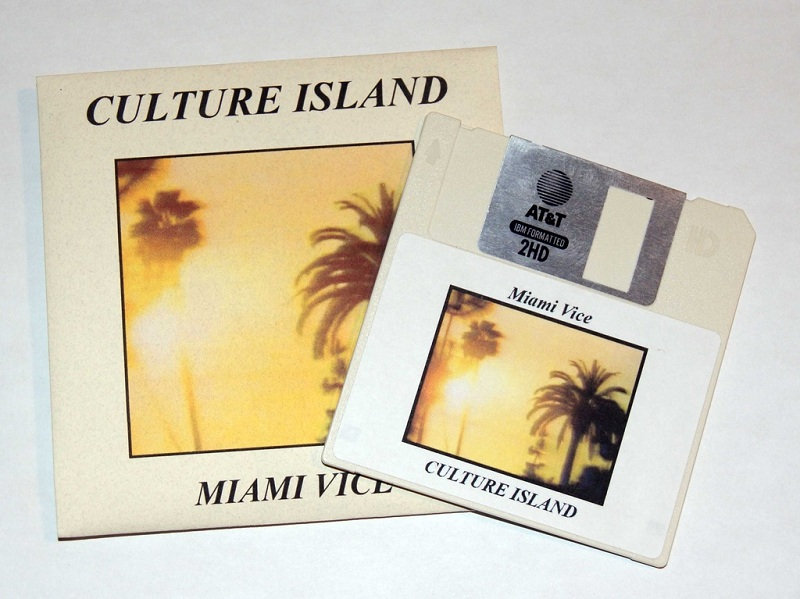 CULTURE ISLAND
MIAMI VICE
AT&T
IBM FORMATTED
2HD
Miami Vice
CULTURE ISLAND